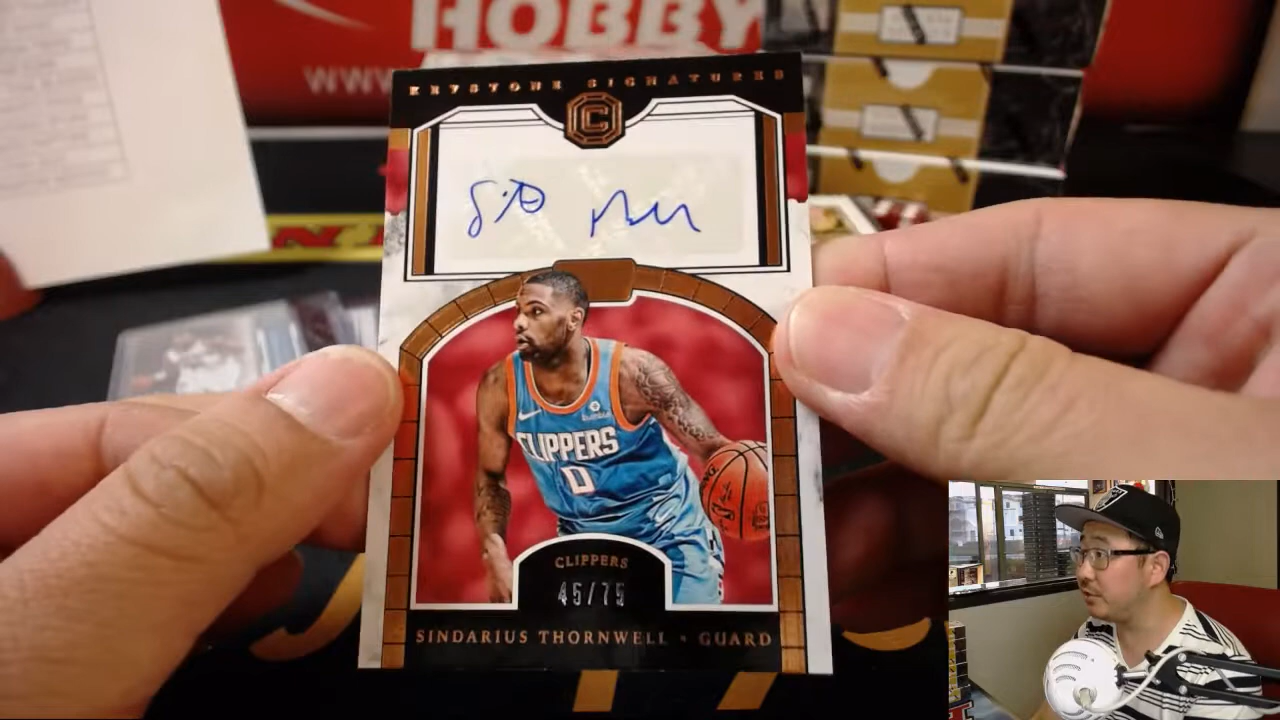 HOBBY
WWW
KEYSTONE SIGNATURES
C
CLIPPERS
0
CLIPPERS
45/75
SINDARIUS THORNWELL • GUARD